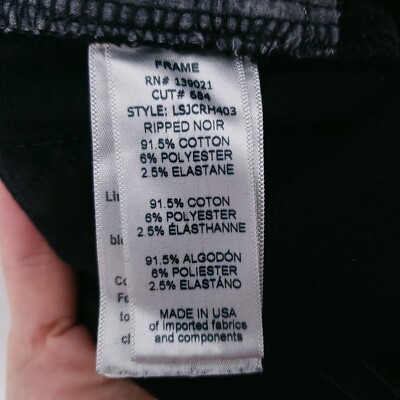 FRAME
RN# 139021
CUT# 684
STYLE: LSJCRH403
RIPPED NOIR
91.5% COTTON
6% POLYESTER
2.5% ELASTANE
91.5% COTON
6% POLYESTER
2.5% ÉLASTHANNE
91.5% ALGODÓN
6% POLIESTER
2.5% ELASTÁNO
MADE IN USA
of imported fabrics
and components